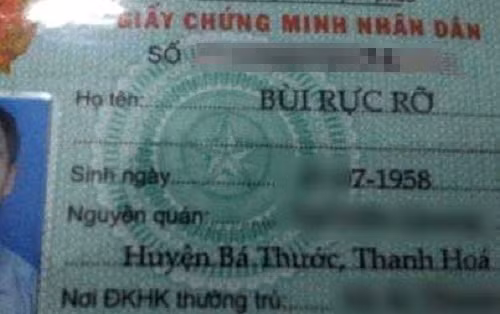 GIẤY CHỨNG MINH NHÂN DÂN
SỐ
Họ tên: BÙI RỰC RỠ
Sinh ngày 07-1958
Nguyên quán:
Huyện Bá Thước, Thanh Hoá
Nơi ĐKHK thường trú: